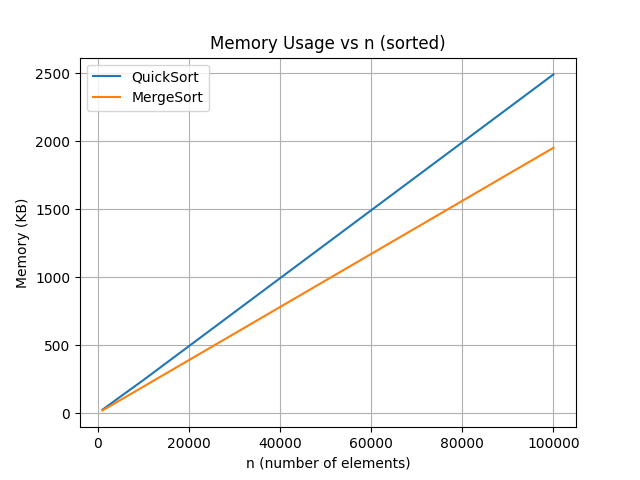 Memory Usage vs n (sorted)
QuickSort
MergeSort
2500
2000
1500
1000
500
0
Memory (KB)
0 20000 40000 60000 80000 100000
n (number of elements)